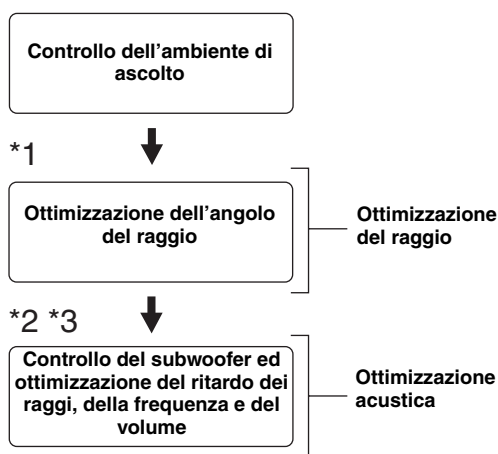 Controllo dell'ambiente di
ascolto
*1
Ottimizzazione dell'angolo
del raggio
Ottimizzazione
del raggio
*2 *3
Controllo del subwoofer ed
ottimizzazione del ritardo dei
raggi, della frequenza e del
volume
Ottimizzazione
acustica